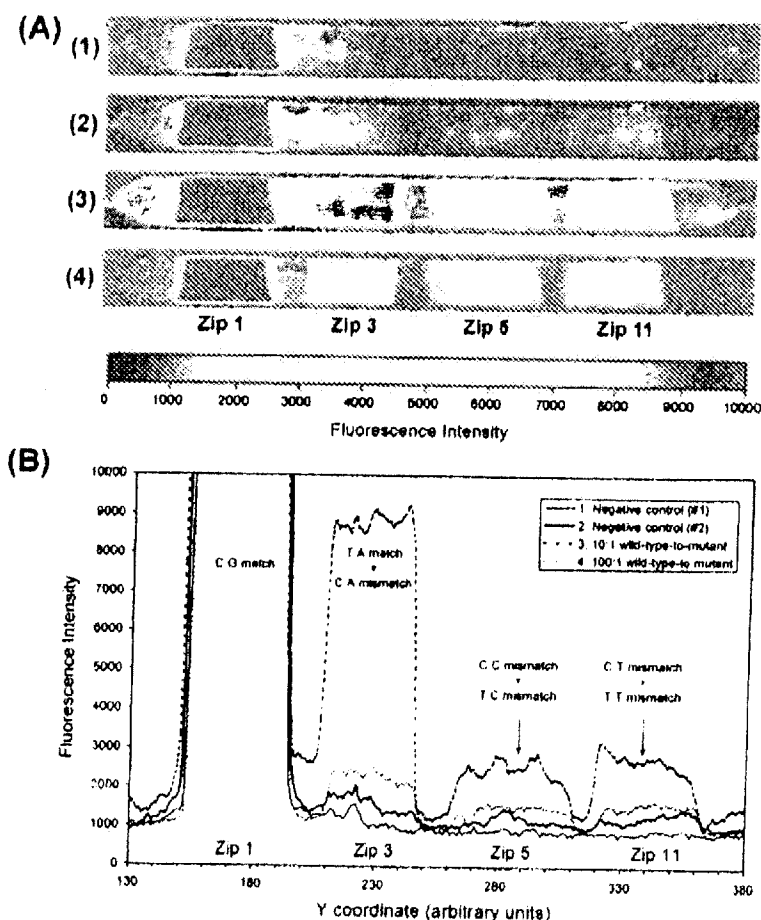 (A)
(1)
(2)
(3)
(4)
Zip 1 Zip 3 Zip 5 Zip 11
0 1000 2000 3000 4000 5000 6000 7000 8000 9000 10000
Fluorescence Intensity
(B)
10000
9000
8000
7000
6000
5000
4000
3000
2000
1000
0
Fluorescence Intensity
1. Negative control (#1)
2. Negative control (#2)
3. 10:1 wild-type-to-mutant
4. 100:1 wild-type-to mutant
C G match
T A match
C A mismatch
C C mismatch
T C mismatch
C T mismatch
T T mismatch
Zip 1 Zip 3 Zip 5 Zip 11
130 180 230 280 330 380
Y coordinate (arbitrary units)